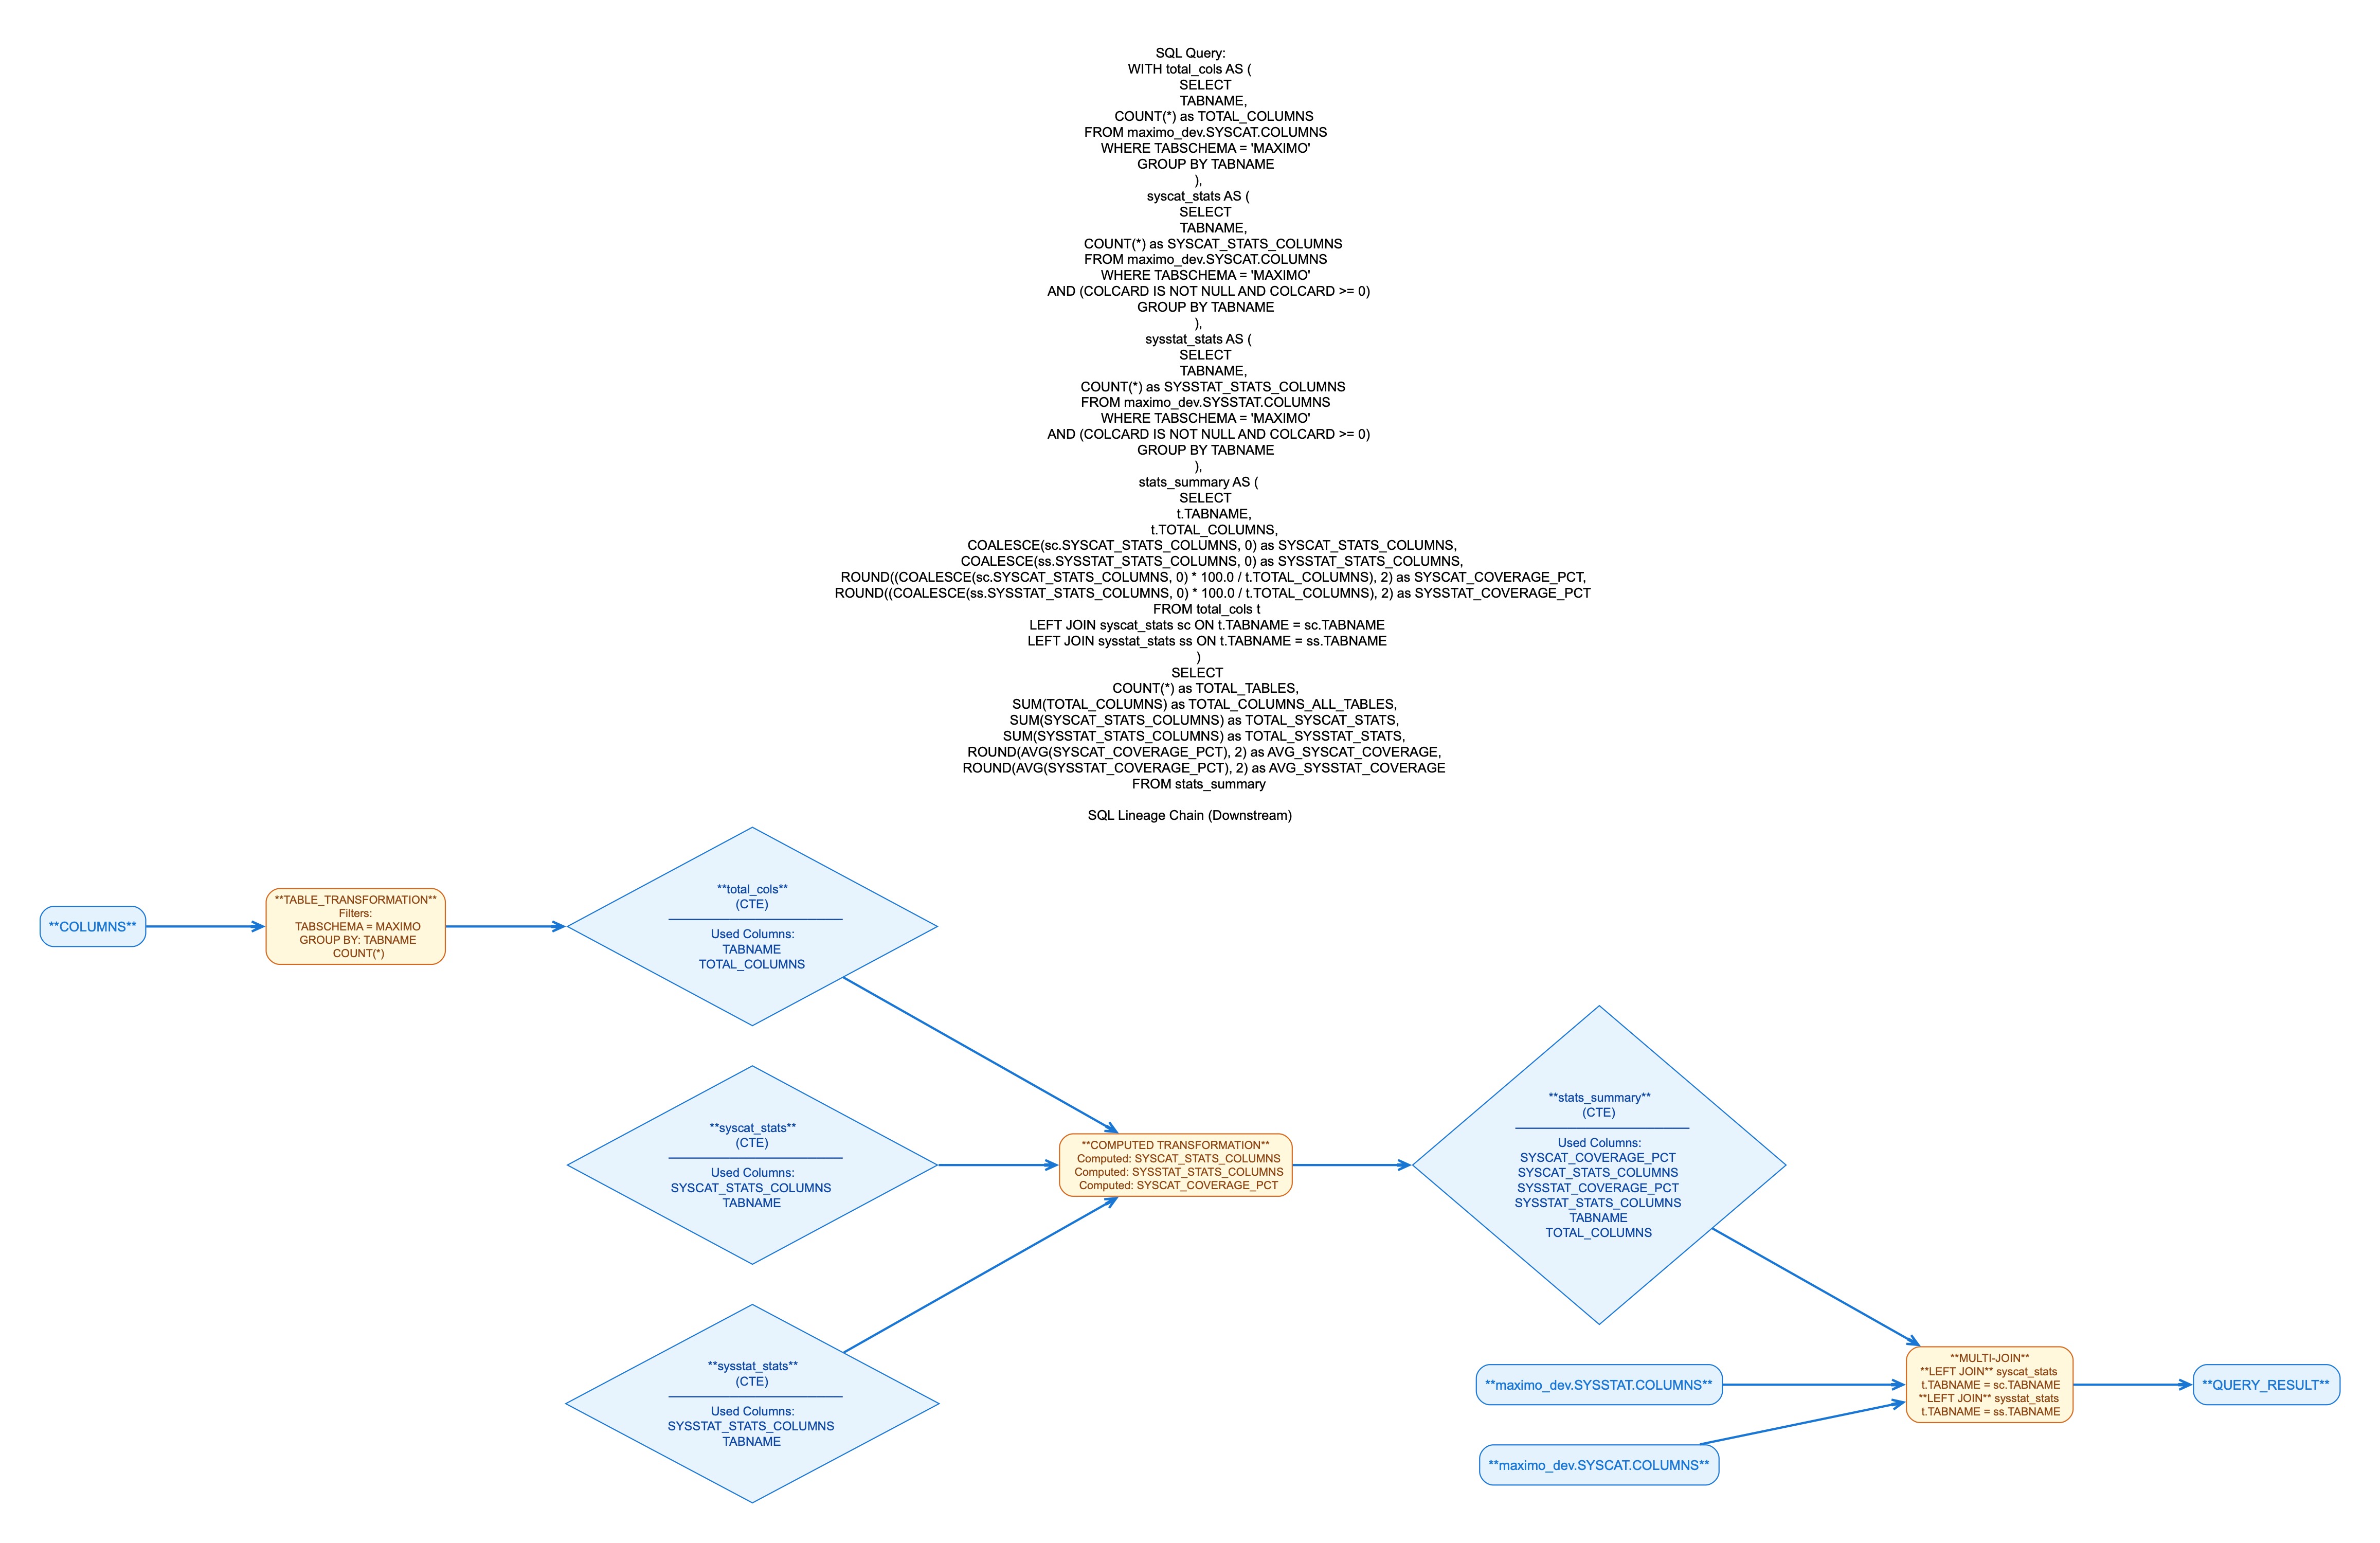 SQL Query:
WITH total_cols AS (
SELECT
TABNAME,
COUNT(*) as TOTAL_COLUMNS
FROM maximo_dev.SYSCAT.COLUMNS
WHERE TABSCHEMA = 'MAXIMO'
GROUP BY TABNAME
),
syscat_stats AS (
SELECT
TABNAME,
COUNT(*) as SYSCAT_STATS_COLUMNS
FROM maximo_dev.SYSCAT.COLUMNS
WHERE TABSCHEMA = 'MAXIMO'
AND (COLCARD IS NOT NULL AND COLCARD >= 0)
GROUP BY TABNAME
),
sysstat_stats AS (
SELECT
TABNAME,
COUNT(*) as SYSSTAT_STATS_COLUMNS
FROM maximo_dev.SYSSTAT.COLUMNS
WHERE TABSCHEMA = 'MAXIMO'
AND (COLCARD IS NOT NULL AND COLCARD >= 0)
GROUP BY TABNAME
),
stats_summary AS (
SELECT
t.TABNAME,
t.TOTAL_COLUMNS,
COALESCE(sc.SYSCAT_STATS_COLUMNS, 0) as SYSCAT_STATS_COLUMNS,
COALESCE(ss.SYSSTAT_STATS_COLUMNS, 0) as SYSSTAT_STATS_COLUMNS,
ROUND((COALESCE(sc.SYSCAT_STATS_COLUMNS, 0) * 100.0 / t.TOTAL_COLUMNS), 2) as SYSCAT_COVERAGE_PCT,
ROUND((COALESCE(ss.SYSSTAT_STATS_COLUMNS, 0) * 100.0 / t.TOTAL_COLUMNS), 2) as SYSSTAT_COVERAGE_PCT
FROM total_cols t
LEFT JOIN syscat_stats sc ON t.TABNAME = sc.TABNAME
LEFT JOIN sysstat_stats ss ON t.TABNAME = ss.TABNAME
)
SELECT
COUNT(*) as TOTAL_TABLES,
SUM(TOTAL_COLUMNS) as TOTAL_COLUMNS_ALL_TABLES,
SUM(SYSCAT_STATS_COLUMNS) as TOTAL_SYSCAT_STATS,
SUM(SYSSTAT_STATS_COLUMNS) as TOTAL_SYSSTAT_STATS,
ROUND(AVG(SYSCAT_COVERAGE_PCT), 2) as AVG_SYSCAT_COVERAGE,
ROUND(AVG(SYSSTAT_COVERAGE_PCT), 2) as AVG_SYSSTAT_COVERAGE
FROM stats_summary
SQL Lineage Chain (Downstream)
**COLUMNS**
**TABLE_TRANSFORMATION**
Filters:
TABSCHEMA = MAXIMO
GROUP BY: TABNAME
COUNT(*)
**total_cols**
(CTE)
Used Columns:
TABNAME
TOTAL_COLUMNS
**syscat_stats**
(CTE)
Used Columns:
SYSCAT_STATS_COLUMNS
TABNAME
**sysstat_stats**
(CTE)
Used Columns:
SYSSTAT_STATS_COLUMNS
TABNAME
**COMPUTED TRANSFORMATION**
Computed: SYSCAT_STATS_COLUMNS
Computed: SYSSTAT_STATS_COLUMNS
Computed: SYSCAT_COVERAGE_PCT
**stats_summary**
(CTE)
Used Columns:
SYSCAT_COVERAGE_PCT
SYSCAT_STATS_COLUMNS
SYSSTAT_COVERAGE_PCT
SYSSTAT_STATS_COLUMNS
TABNAME
TOTAL_COLUMNS
**maximo_dev.SYSSTAT.COLUMNS**
**maximo_dev.SYSCAT.COLUMNS**
**MULTI-JOIN**
**LEFT JOIN** syscat_stats
t.TABNAME = sc.TABNAME
**LEFT JOIN** sysstat_stats
t.TABNAME = ss.TABNAME
**QUERY_RESULT**